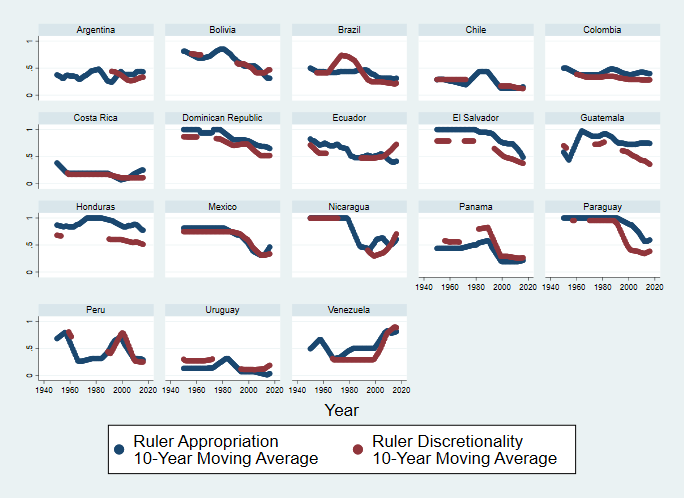 Argentina Bolivia Brazil Chile Colombia
0 .5 1
Costa Rica Dominican Republic Ecuador El Salvador Guatemala
0 .5 1
Honduras Mexico Nicaragua Panama Paraguay
0 .5 1
1940 1960 1980 2000 2020 1940 1960 1980 2000 2020
Peru Uruguay Venezuela
0 .5 1
1940 1960 1980 2000 2020 1940 1960 1980 2000 2020 1940 1960 1980 2000 2020
Year
Ruler Appropriation
10-Year Moving Average
Ruler Discretionality
10-Year Moving Average